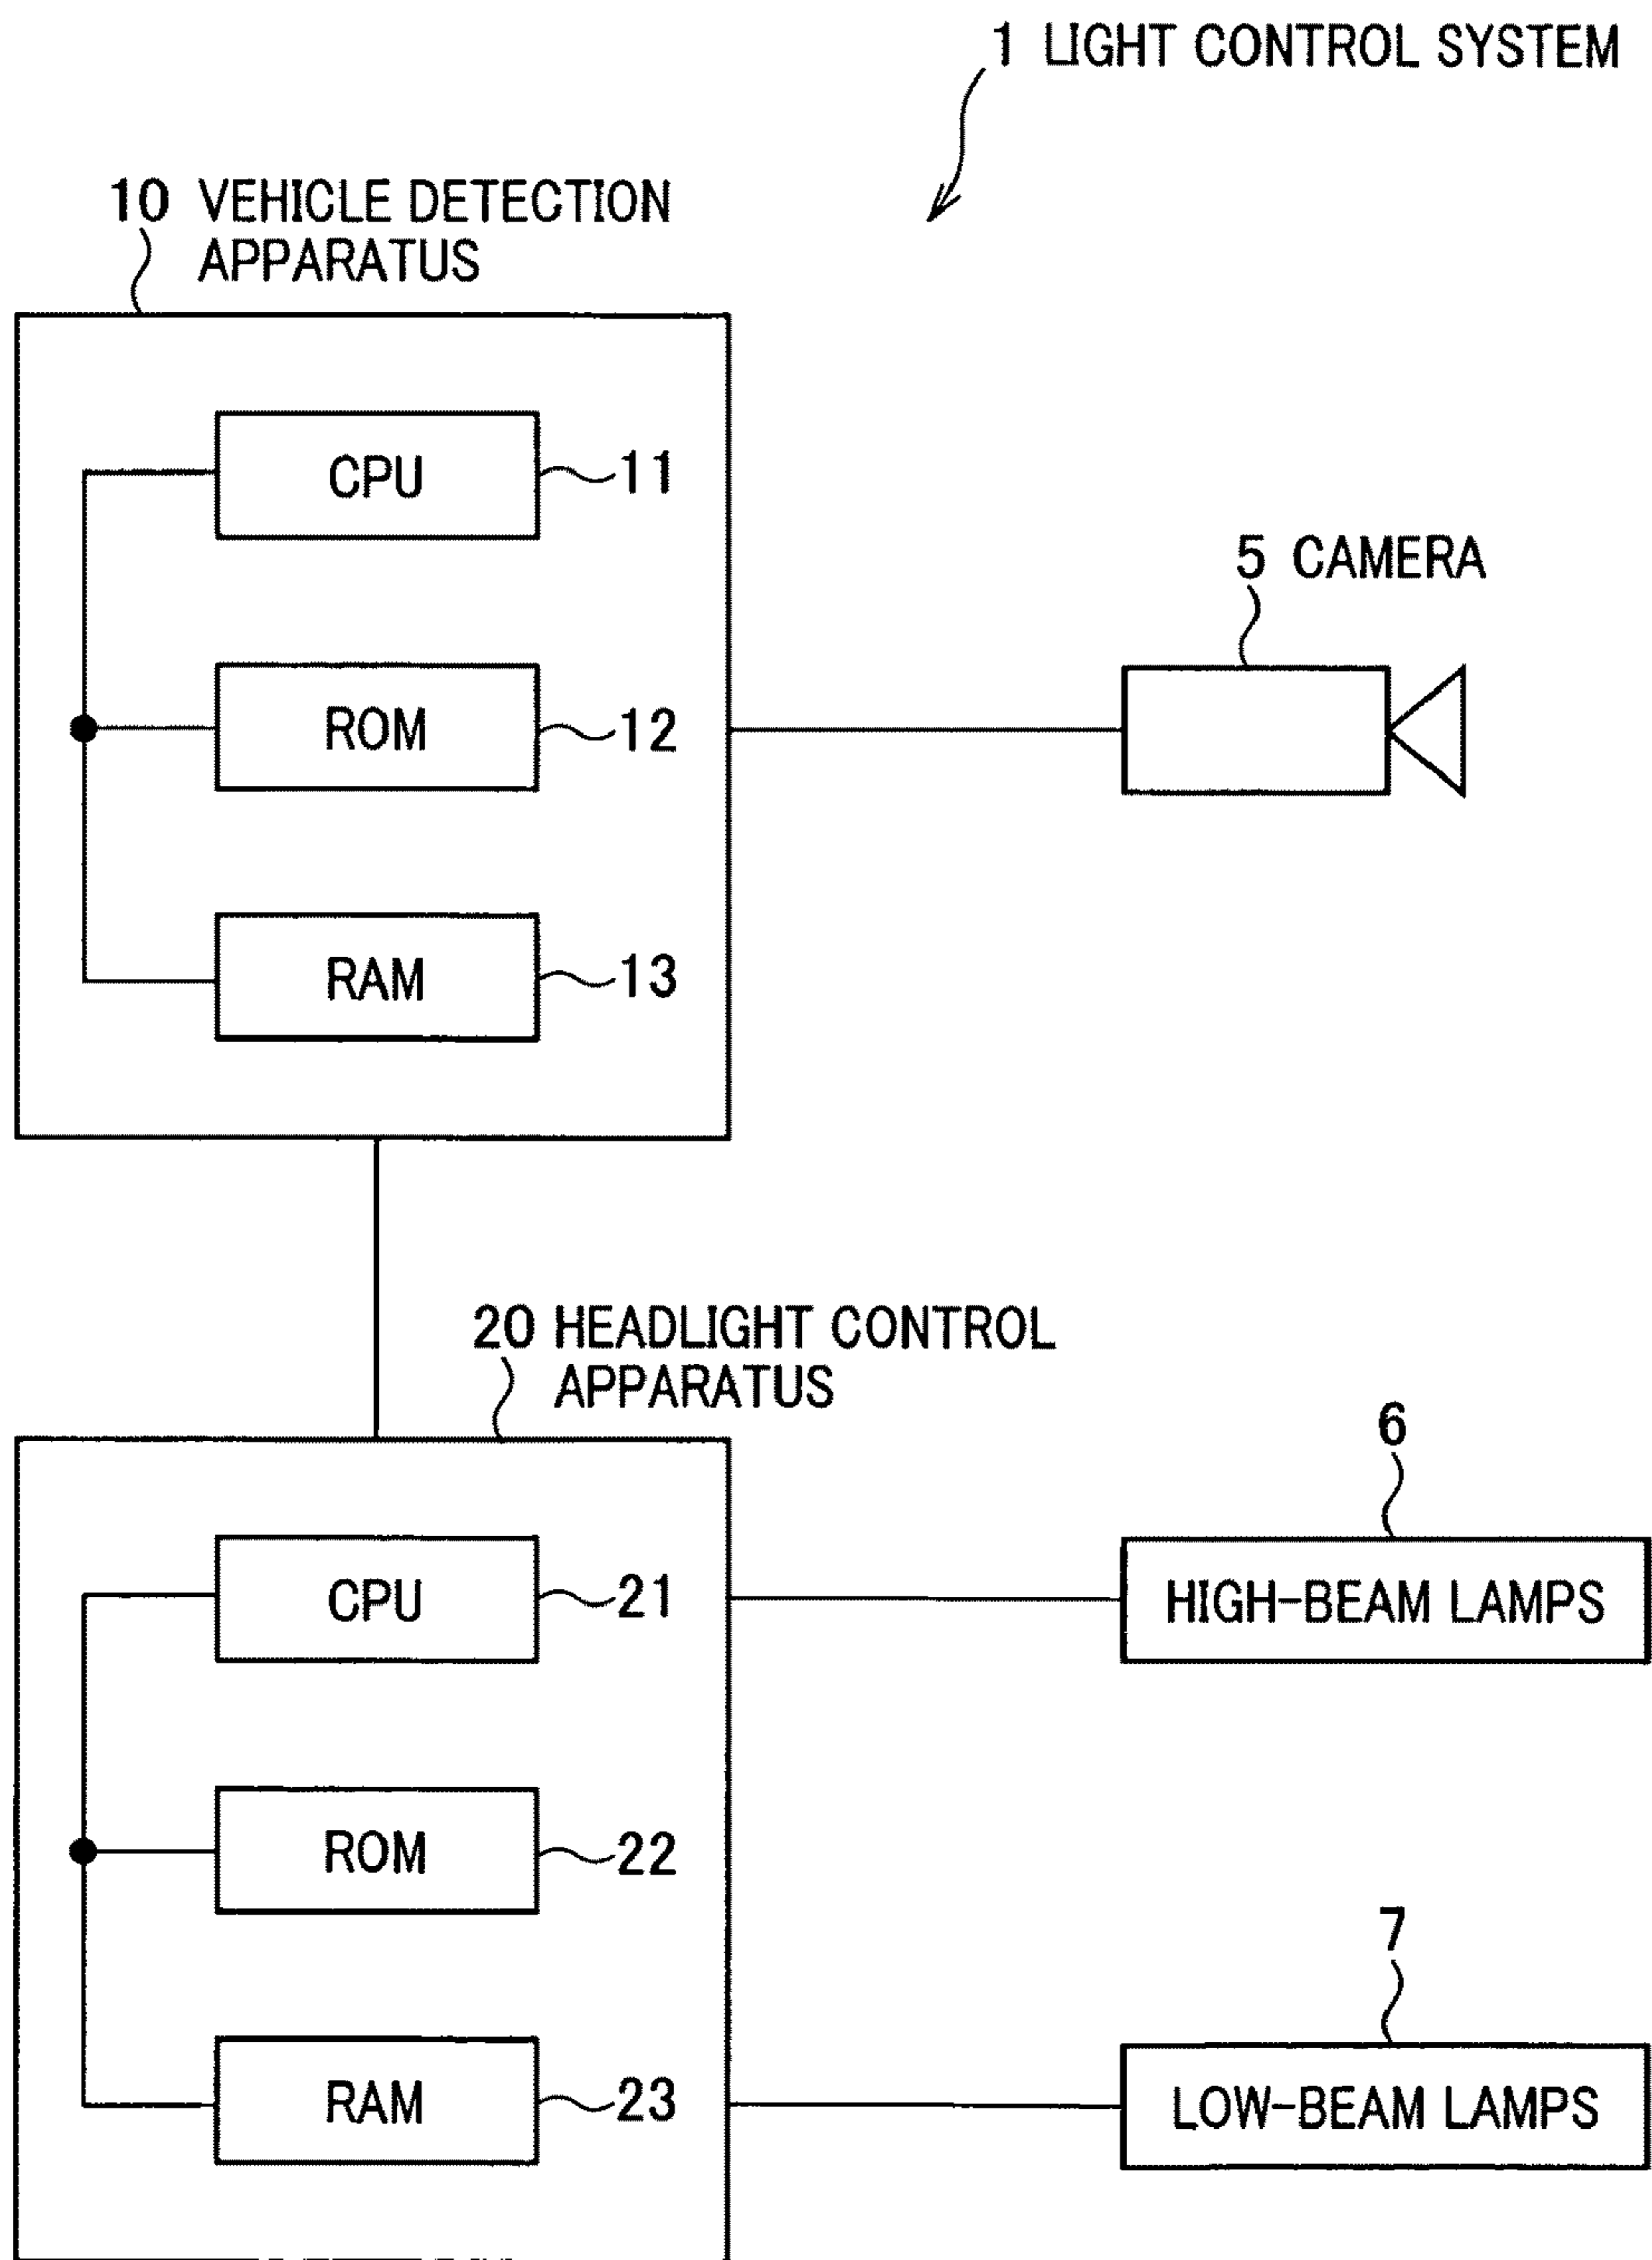 1 LIGHT CONTROL SYSTEM
10 VEHICLE DETECTION
APPARATUS
CPU 11
5 CAMERA
ROM 12
RAM 13
20 HEADLIGHT CONTROL
APPARATUS
6
CPU 21
HIGH-BEAM LAMPS
ROM 22
7
RAM 23
LOW-BEAM LAMPS